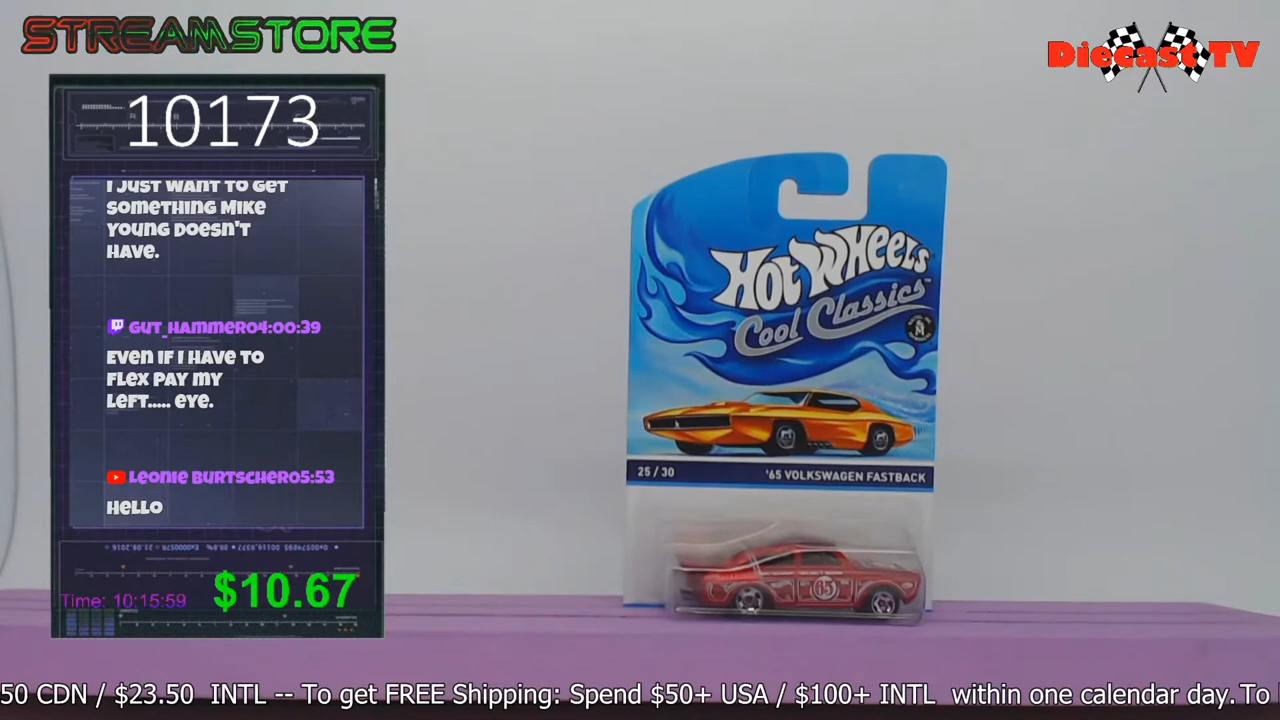 STREAMSTORE
Diecast TV
10173
I just want to get
something Mike
Young doesn't
have.
Gut_Hammer04:00:39
Even if I have to
flex pay my
left..... eye.
Leonie Burtscher05:53
Hello
Time: 10:15:59
$10.67
Hot Wheels
Cool Classics™
25 / 30
'65 VOLKSWAGEN FASTBACK
65
50 CDN / $23.50 INTL -- To get FREE Shipping: Spend $50+ USA / $100+ INTL within one calendar day. To